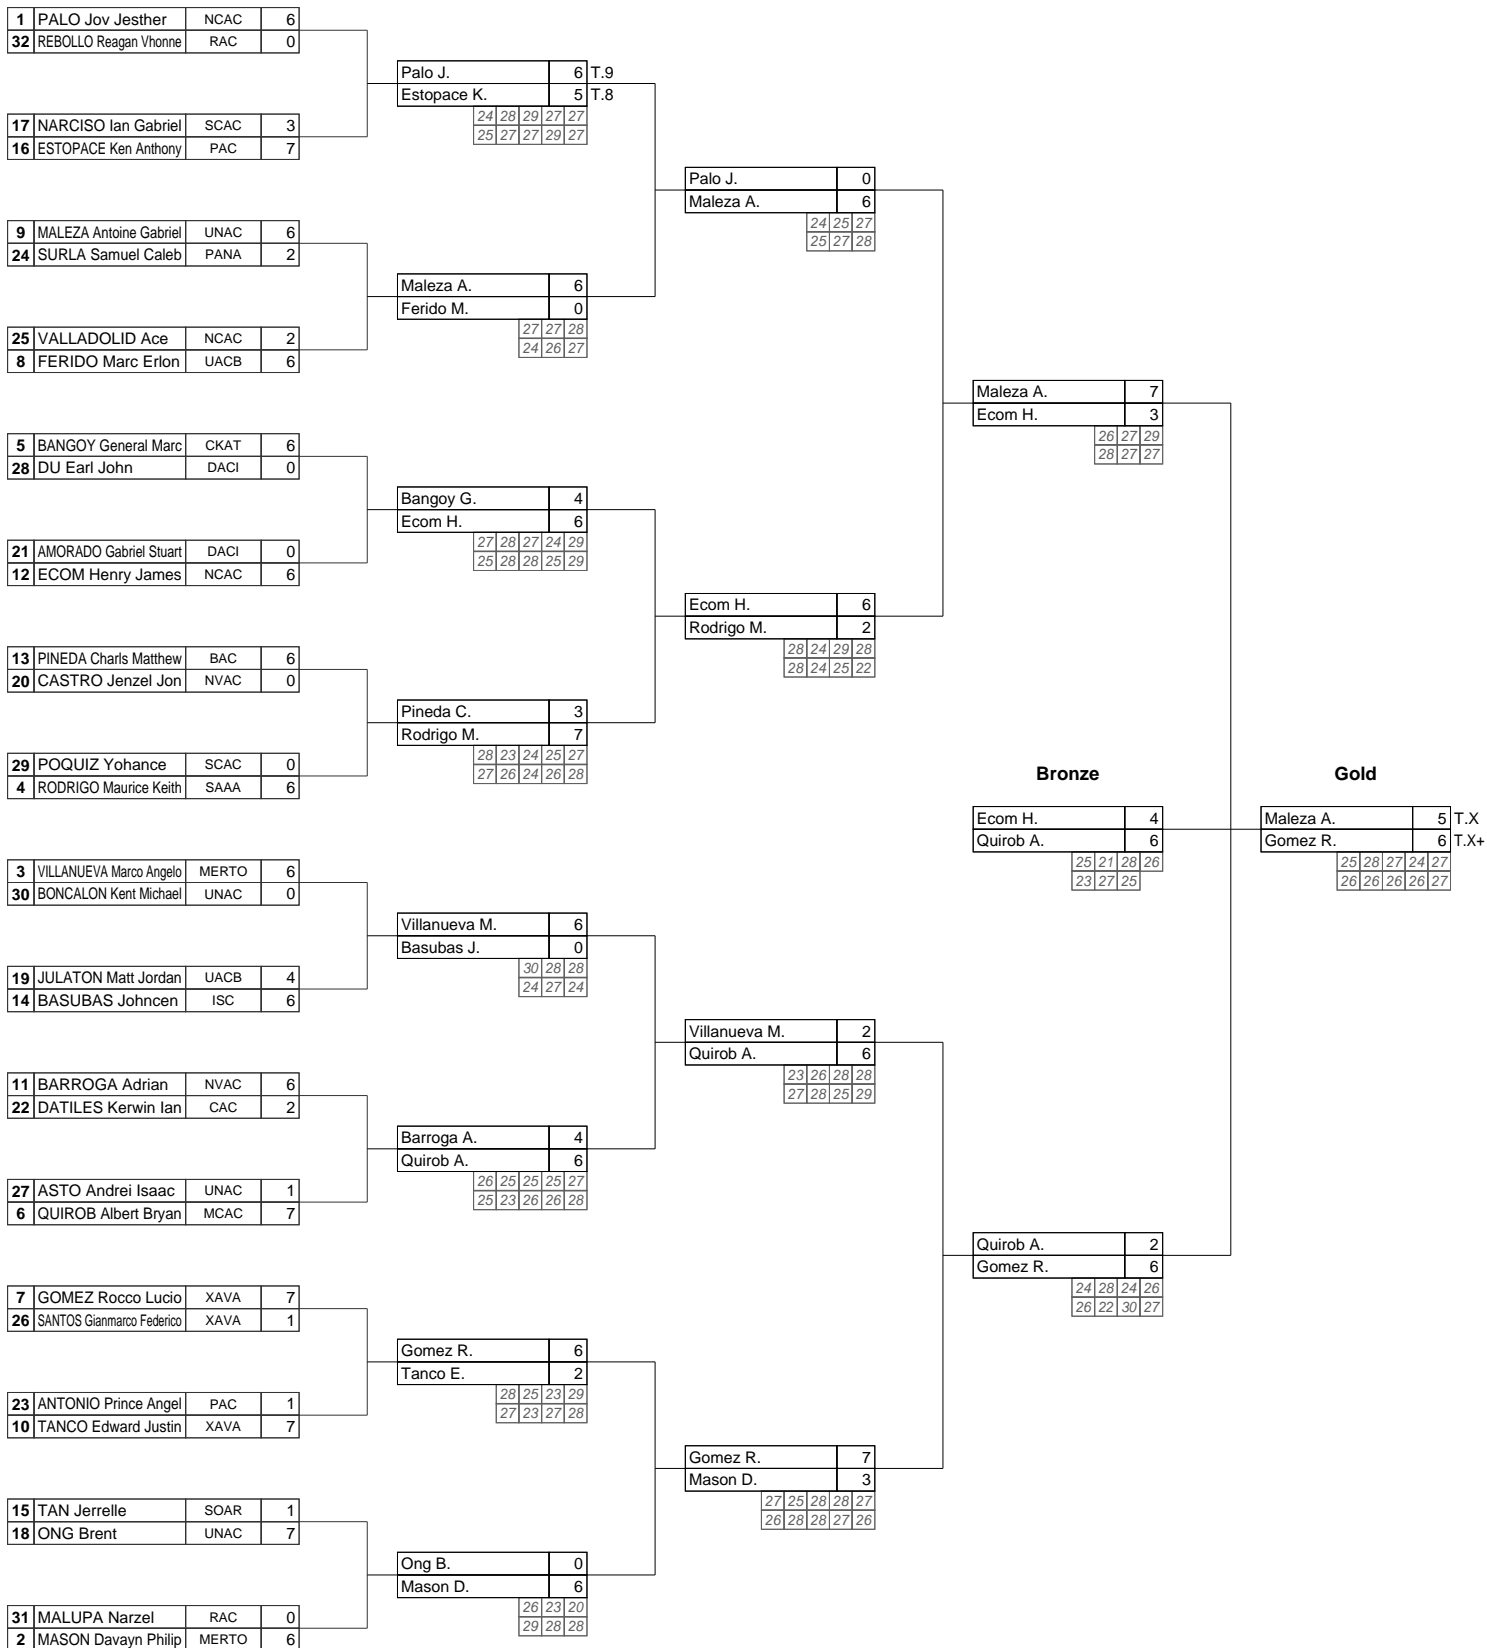 1 PALO Jov Jesther NCAC 6
32 REBOLLO Reagan Vhonne RAC 0
17 NARCISO Ian Gabriel SCAC 3
16 ESTOPACE Ken Anthony PAC 7
9 MALEZA Antoine Gabriel UNAC 6
24 SURLA Samuel Caleb PANA 2
25 VALLADOLID Ace NCAC 2
8 FERIDO Marc Erlon UACB 6
5 BANGOY General Marc CKAT 6
28 DU Earl John DACI 0
21 AMORADO Gabriel Stuart DACI 0
12 ECOM Henry James NCAC 6
13 PINEDA Charls Matthew BAC 6
20 CASTRO Jenzel Jon NVAC 0
29 POQUIZ Yohance SCAC 0
4 RODRIGO Maurice Keith SAAA 6
3 VILLANUEVA Marco Angelo MERTO 6
30 BONCALON Kent Michael UNAC 0
19 JULATON Matt Jordan UACB 4
14 BASUBAS Johncen ISC 6
11 BARROGA Adrian NVAC 6
22 DATILES Kerwin Ian CAC 2
27 ASTO Andrei Isaac UNAC 1
6 QUIROB Albert Bryan MCAC 7
7 GOMEZ Rocco Lucio XAVA 7
26 SANTOS Gianmarco Federico XAVA 1
23 ANTONIO Prince Angel PAC 1
10 TANCO Edward Justin XAVA 7
15 TAN Jerrelle SOAR 1
18 ONG Brent UNAC 7
31 MALUPA Narzel RAC 0
2 MASON Davayn Philip MERTO 6
Palo J. 6 T.9
Estopace K. 5 T.8
24 28 29 27 27
25 27 27 29 27
Maleza A. 6
Ferido M. 0
27 27 28
24 26 27
Bangoy G. 4
Ecom H. 6
27 28 27 24 29
25 28 28 25 29
Pineda C. 3
Rodrigo M. 7
28 23 24 25 27
27 26 24 26 28
Villanueva M. 6
Basubas J. 0
30 28 28
24 27 24
Barroga A. 4
Quirob A. 6
26 25 25 25 27
25 23 26 26 28
Gomez R. 6
Tanco E. 2
28 25 23 29
27 23 27 28
Ong B. 0
Mason D. 6
26 23 20
29 28 28
Palo J. 0
Maleza A. 6
24 25 27
25 27 28
Ecom H. 6
Rodrigo M. 2
28 24 29 28
28 24 25 22
Villanueva M. 2
Quirob A. 6
23 26 28 28
27 28 25 29
Gomez R. 7
Mason D. 3
27 25 28 28 27
26 28 28 27 26
Maleza A. 7
Ecom H. 3
26 27 29
28 27 27
Quirob A. 2
Gomez R. 6
24 28 24 26
26 22 30 27
Bronze
Ecom H. 4
Quirob A. 6
25 21 28 26
23 27 25
Gold
Maleza A. 5 T.X
Gomez R. 6 T.X+
25 28 27 24 27
26 26 26 26 27